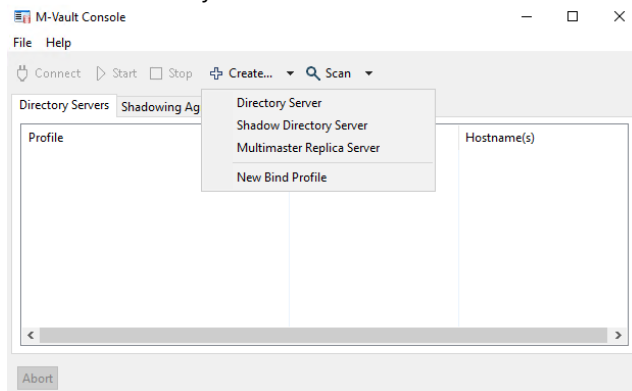 M-Vault Console
File Help
Connect Start Stop Create... Scan
Directory Servers Shadowing Ag
Directory Server
Shadow Directory Server
Profile
Hostname(s)
Multimaster Replica Server
New Bind Profile
Abort